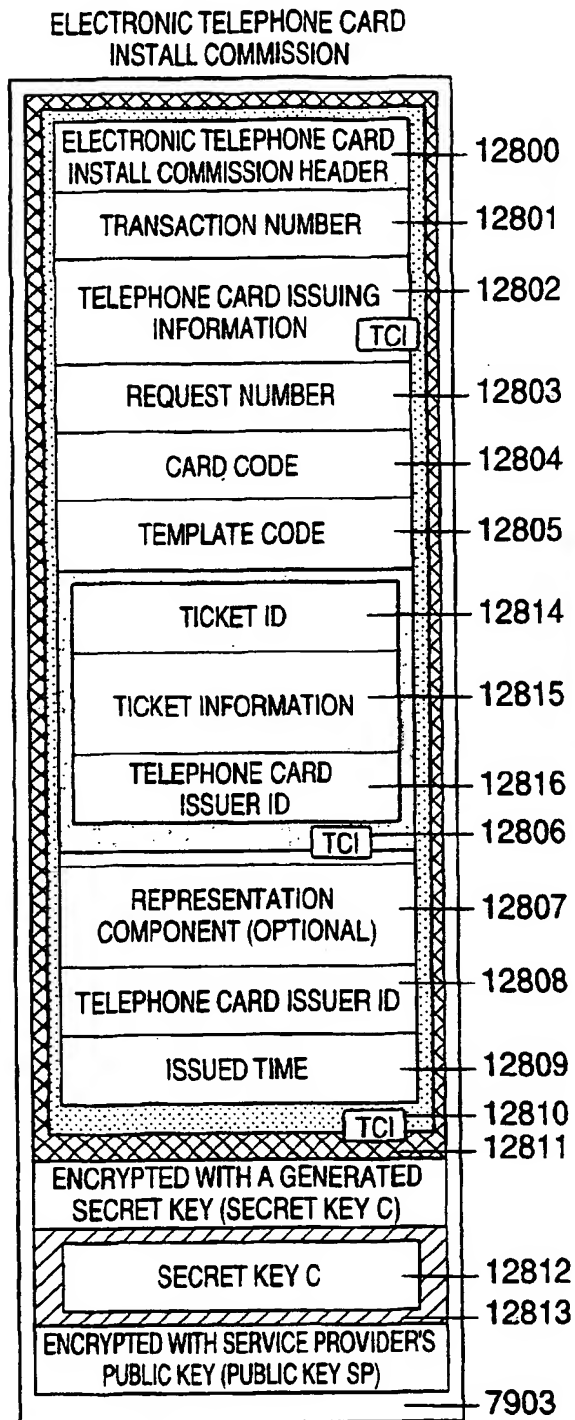 ELECTRONIC TELEPHONE CARD
INSTALL COMMISSION
ELECTRONIC TELEPHONE CARD
INSTALL COMMISSION HEADER
12800
TRANSACTION NUMBER
12801
TELEPHONE CARD ISSUING
INFORMATION
12802
TCI
REQUEST NUMBER
12803
CARD CODE
12804
TEMPLATE CODE
12805
TICKET ID
12814
TICKET INFORMATION
12815
TELEPHONE CARD
ISSUER ID
12816
TCI
12806
REPRESENTATION
COMPONENT (OPTIONAL)
12807
TELEPHONE CARD ISSUER ID
12808
ISSUED TIME
12809
TCI
12810
12811
ENCRYPTED WITH A GENERATED
SECRET KEY (SECRET KEY C)
SECRET KEY C
12812
12813
ENCRYPTED WITH SERVICE PROVIDER'S
PUBLIC KEY (PUBLIC KEY SP)
7903